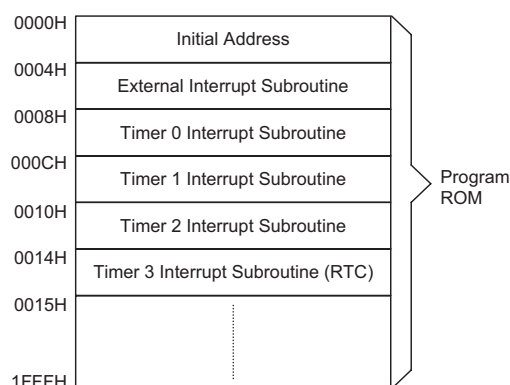 0000H
Initial Address
0004H
External Interrupt Subroutine
0008H
Timer 0 Interrupt Subroutine
000CH
Timer 1 Interrupt Subroutine
Program
ROM
0010H
Timer 2 Interrupt Subroutine
0014H
Timer 3 Interrupt Subroutine (RTC)
0015H
1FFFH